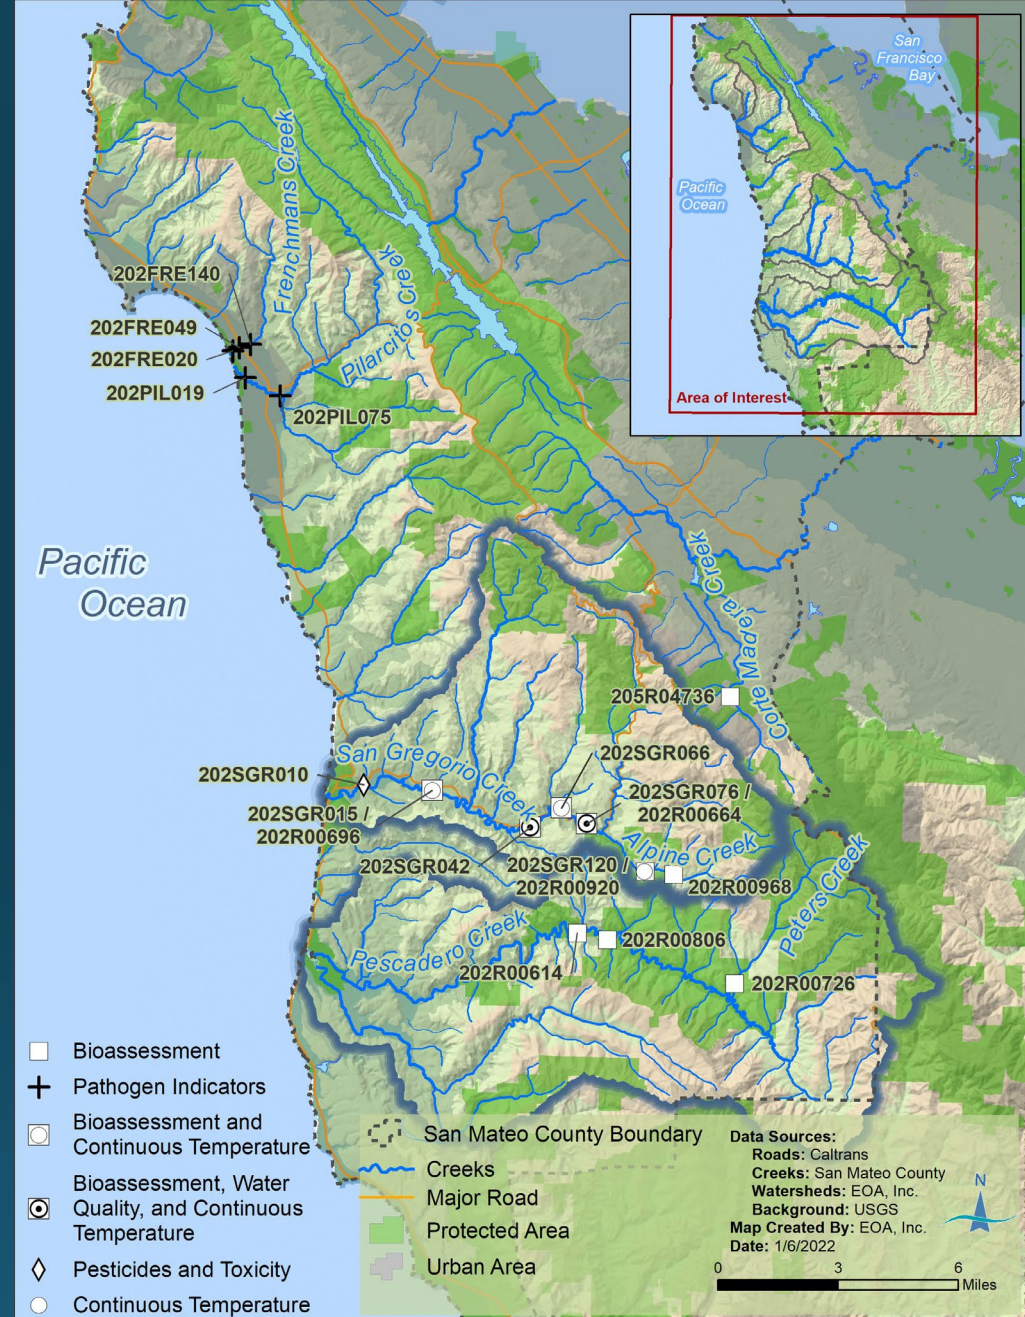 San
Francisco
Bay
Pacific
Ocean
Area of Interest
Frenchmans Creek
202FRE140
202FRE049
202FRE020
202PIL019
Pilarcitos Creek
202PIL075
Pacific
Ocean
Corte Madera Creek
205R04736
San Gregorio Creek
202SGR010
202SGR066
202SGR015 /
202R00696
202SGR076 /
202R00664
202SGR042
Alpine Creek
202SGR120 /
202R00920
202R00968
Peters Creek
Pescadero Creek
202R00806
202R00614
202R00726
Bioassessment
Pathogen Indicators
Bioassessment and
Continuous Temperature
Bioassessment, Water
Quality, and Continuous
Temperature
Pesticides and Toxicity
Continuous Temperature
San Mateo County Boundary
Creeks
Major Road
Protected Area
Urban Area
Data Sources:
Roads: Caltrans
Creeks: San Mateo County
Watersheds: EOA, Inc.
Background: USGS
Map Created By: EOA, Inc.
Date: 1/6/2022
N
0 3 6
Miles